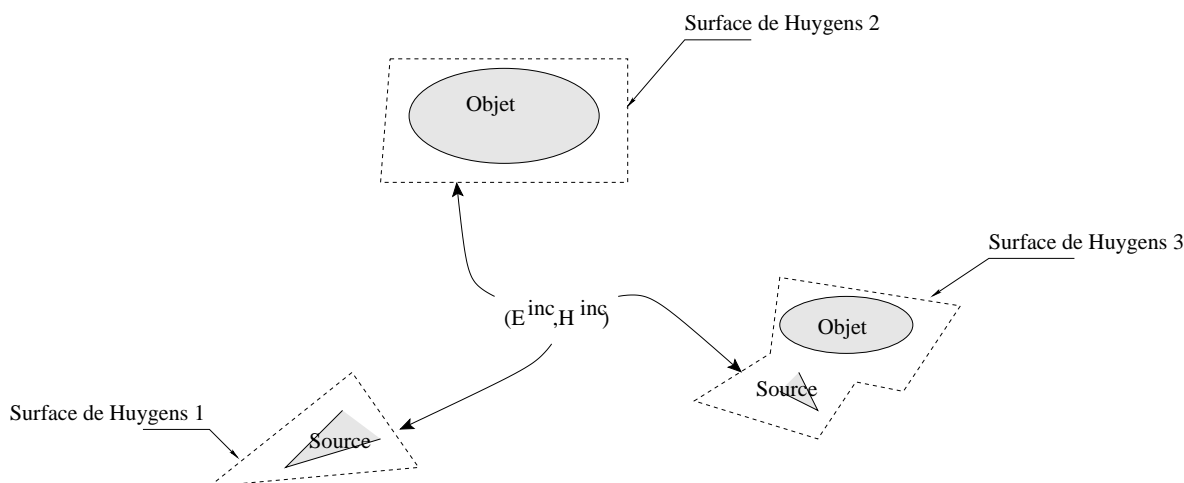 Surface de Huygens 2
Objet
Surface de Huygens 3
(E inc,H inc)
Objet
Source
Surface de Huygens 1
Source